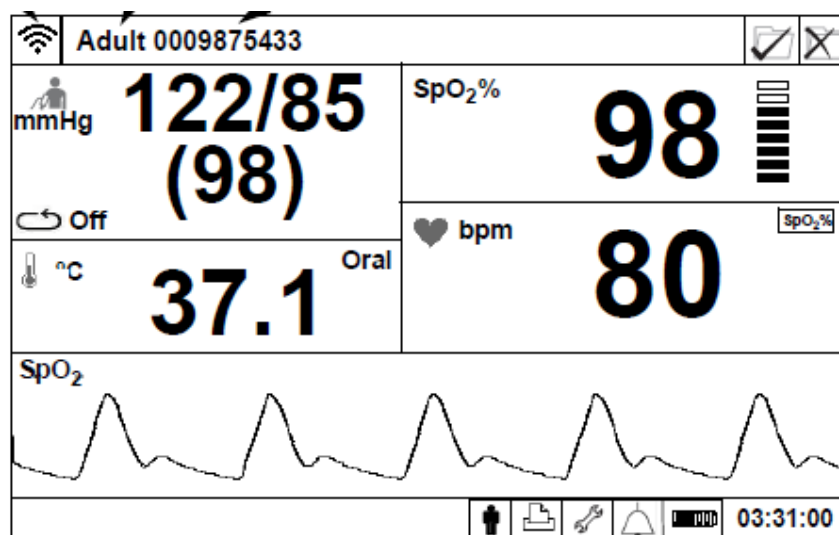 Adult 0009875433
mmHg
122/85
(98)
Off
SpO₂%
98
°C
Oral
37.1
bpm
SpO₂%
80
SpO₂
03:31:00